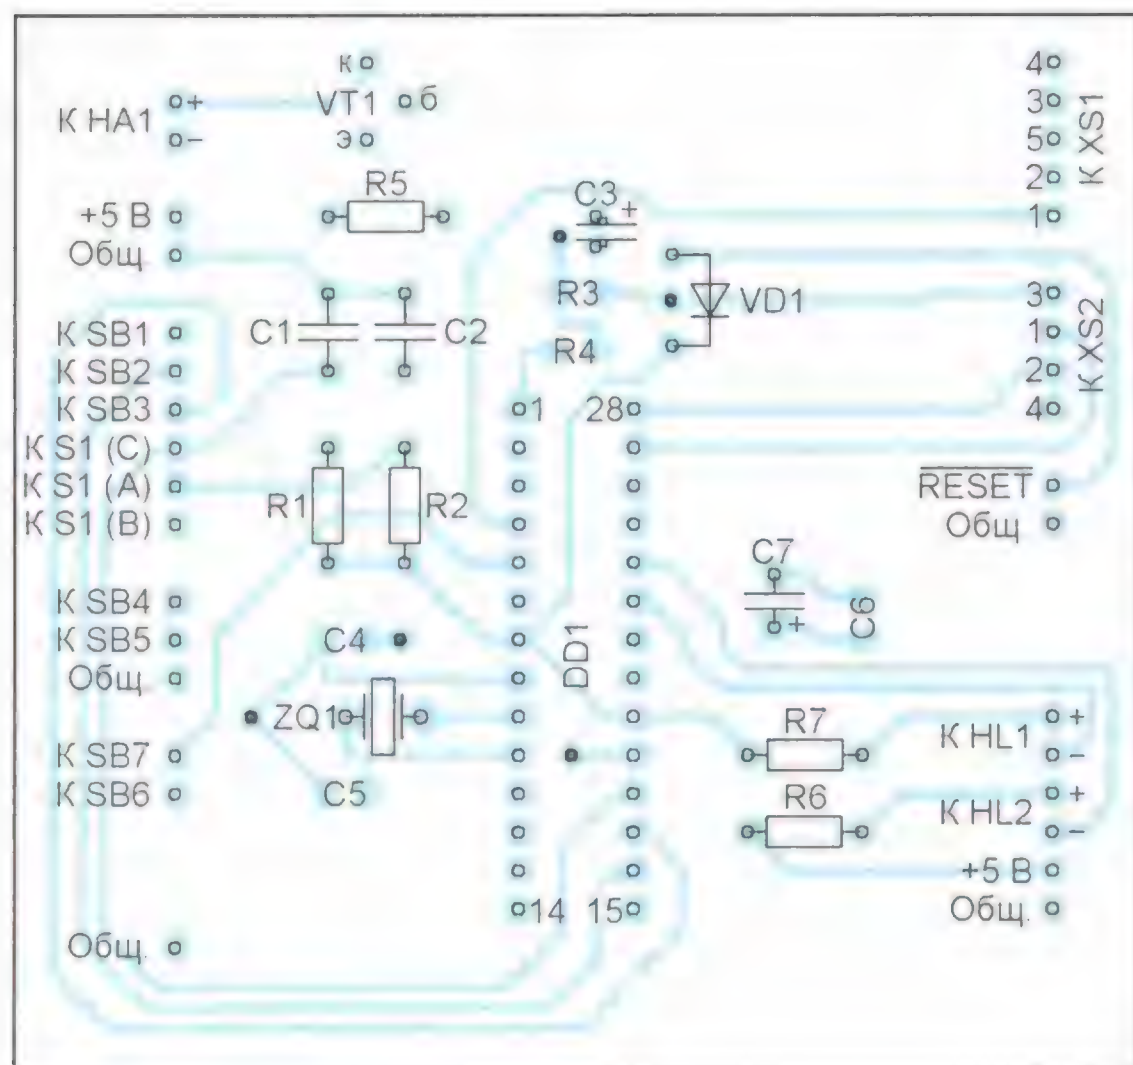 К HA1
+
−
к
VT1
б
э
R5
+5 В
Общ.
C1
C2
К SB1
К SB2
К SB3
К S1 (C)
К S1 (A)
К S1 (B)
R1
R2
К SB4
К SB5
Общ.
C4
ZQ1
C5
К SB7
К SB6
Общ.
C3
+
R3
R4
VD1
1
28
DD1
14
15
4
3
5
2
1
К XS1
3
1
2
4
К XS2
RESET
Общ.
C7
+
C6
R7
R6
К HL1
+
−
К HL2
+
−
+5 В
Общ.